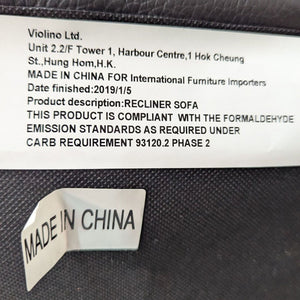 Violino Ltd.
Unit 2.2/F Tower 1, Harbour Centre,1 Hok Cheung
St.,Hung Hom,H.K.
MADE IN CHINA FOR International Furniture Importers
Date finished:2019/1/5
Product description:RECLINER SOFA
THIS PRODUCT IS COMPLIANT WITH THE FORMALDEHYDE
EMISSION STANDARDS AS REQUIRED UNDER
CARB REQUIREMENT 93120.2 PHASE 2
MADE IN CHINA